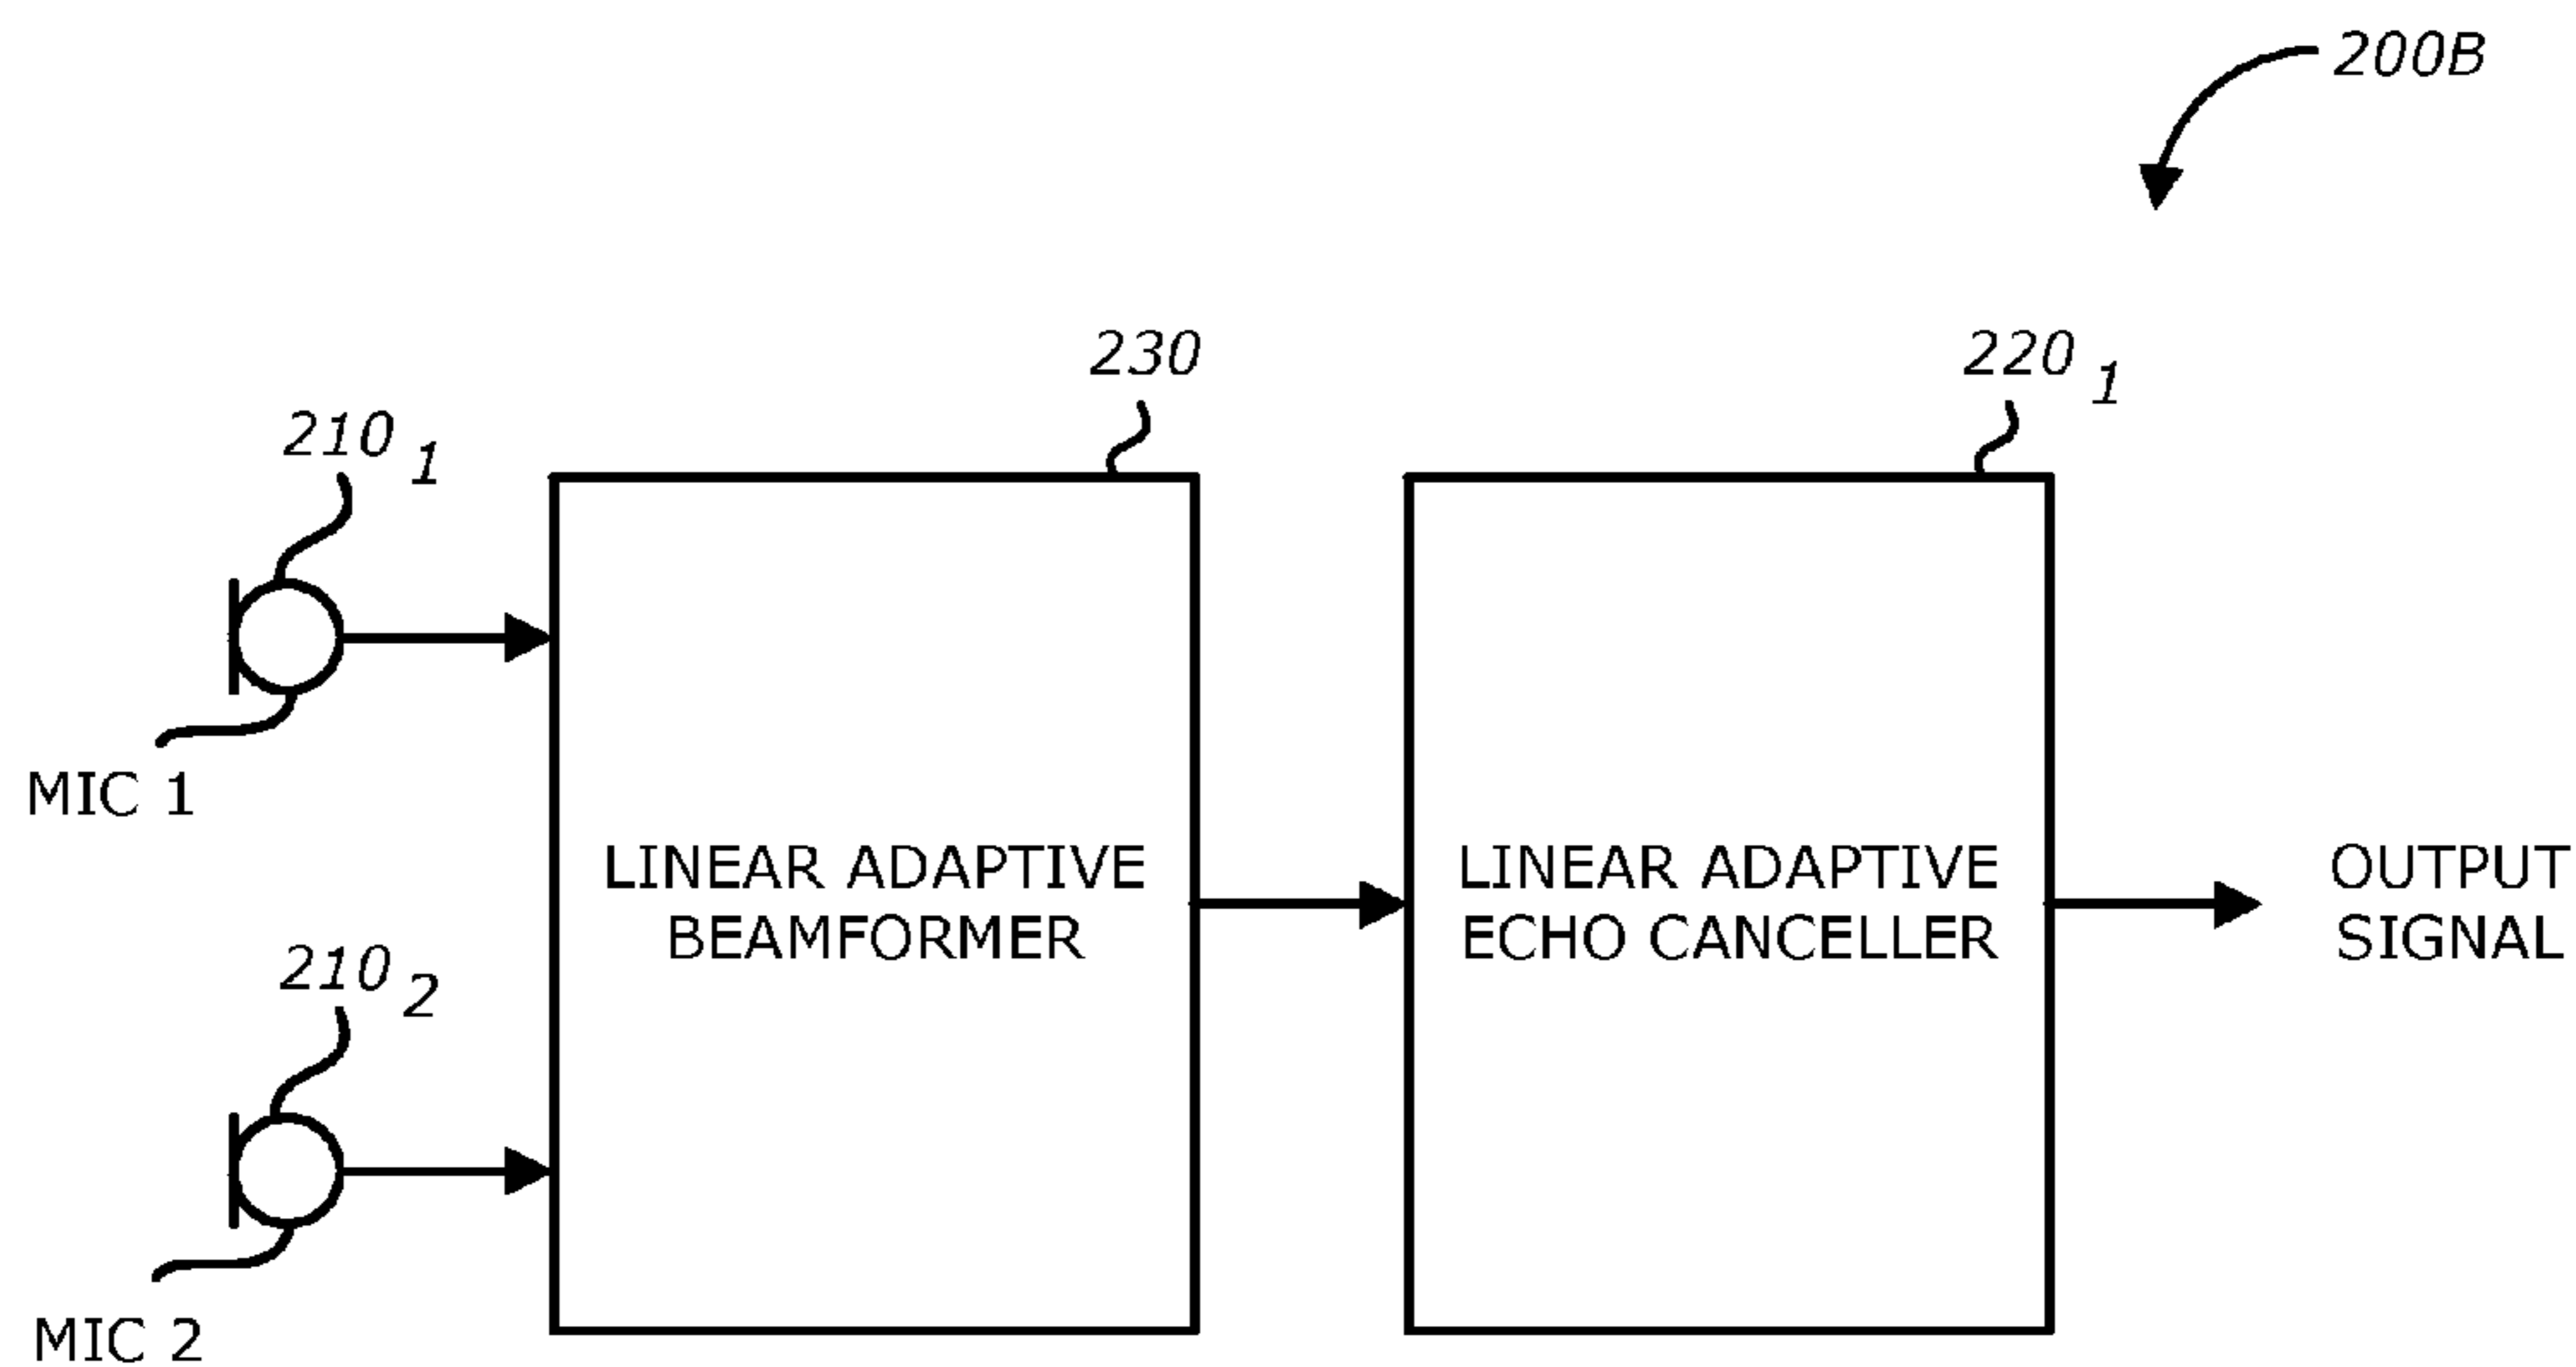 200B
230
220 1
210 1
MIC 1
LINEAR ADAPTIVE
BEAMFORMER
LINEAR ADAPTIVE
ECHO CANCELLER
OUTPUT
SIGNAL
210 2
MIC 2